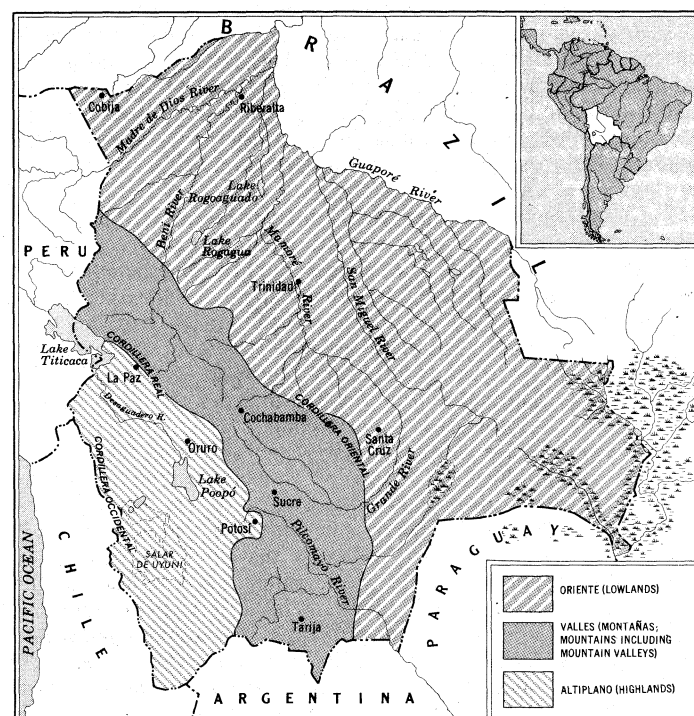 BRAZIL
Cobija
Madre de Dios River
Riberalta
Guaporé River
Lake
Rogoaguado
Beni River
Lake
Rogagua
Mamoré River
San Miguel River
Trinidad
PERU
Lake
Titicaca
CORDILLERA REAL
La Paz
Desaguadero R.
Cochabamba
CORDILLERA ORIENTAL
Santa
Cruz
Grande River
Oruro
CORDILLERA OCCIDENTAL
Lake
Poopó
Sucre
Potosí
Pilcomayo River
SALAR
DE UYUNI
Tarija
PACIFIC OCEAN
CHILE
PARAGUAY
ARGENTINA
ORIENTE (LOWLANDS)
VALLES (MONTAÑAS;
MOUNTAINS INCLUDING
MOUNTAIN VALLEYS)
ALTIPLANO (HIGHLANDS)